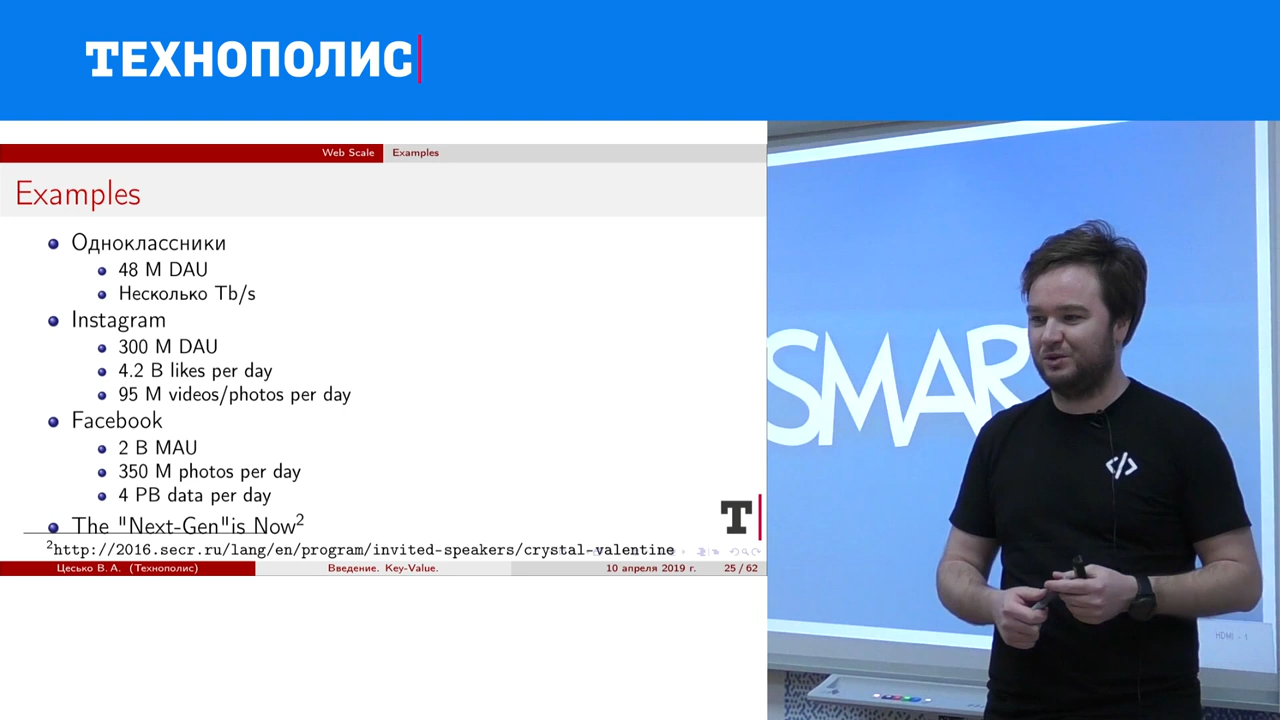 ТЕХНОПОЛИС
Web Scale Examples
Examples
Одноклассники
48 M DAU
Несколько Tb/s
Instagram
300 M DAU
4.2 B likes per day
95 M videos/photos per day
Facebook
2 B MAU
350 M photos per day
4 PB data per day
The "Next-Gen"is Now2
2http://2016.secr.ru/lang/en/program/invited-speakers/crystal-valentine
Цесько В. А. (Технополис) Введение. Key-Value. 10 апреля 2019 г. 25 / 62
T
SMAR
</>
HDMI - 1